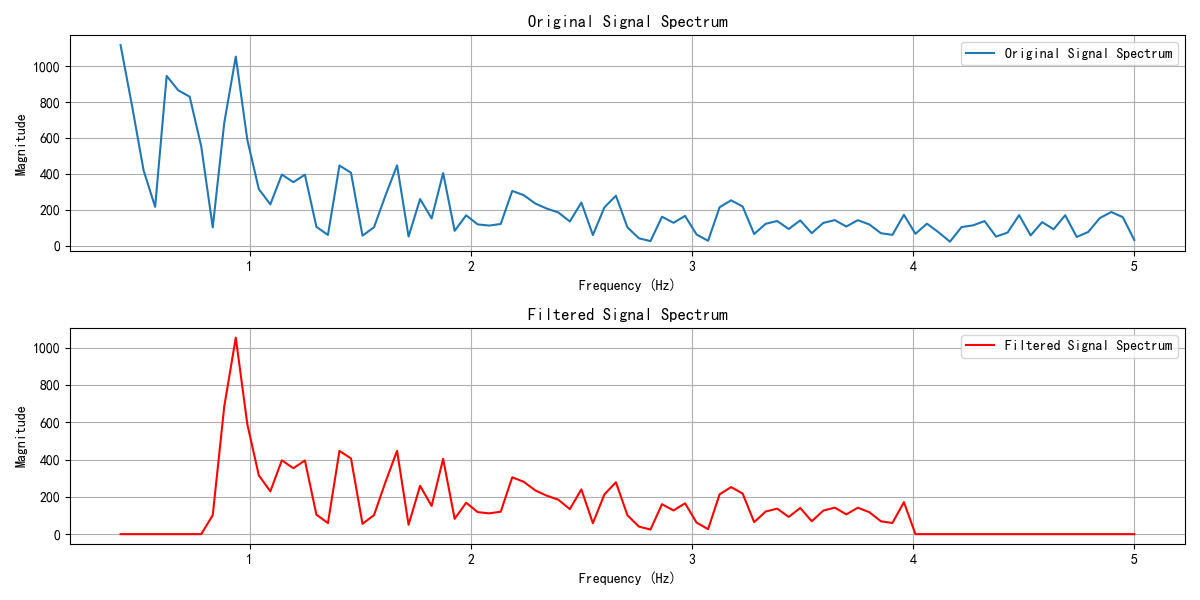 Original Signal Spectrum
Original Signal Spectrum
Magnitude
1000
800
600
400
200
0
1 2 3 4 5
Frequency (Hz)
Filtered Signal Spectrum
Filtered Signal Spectrum
Magnitude
1000
800
600
400
200
0
1 2 3 4 5
Frequency (Hz)